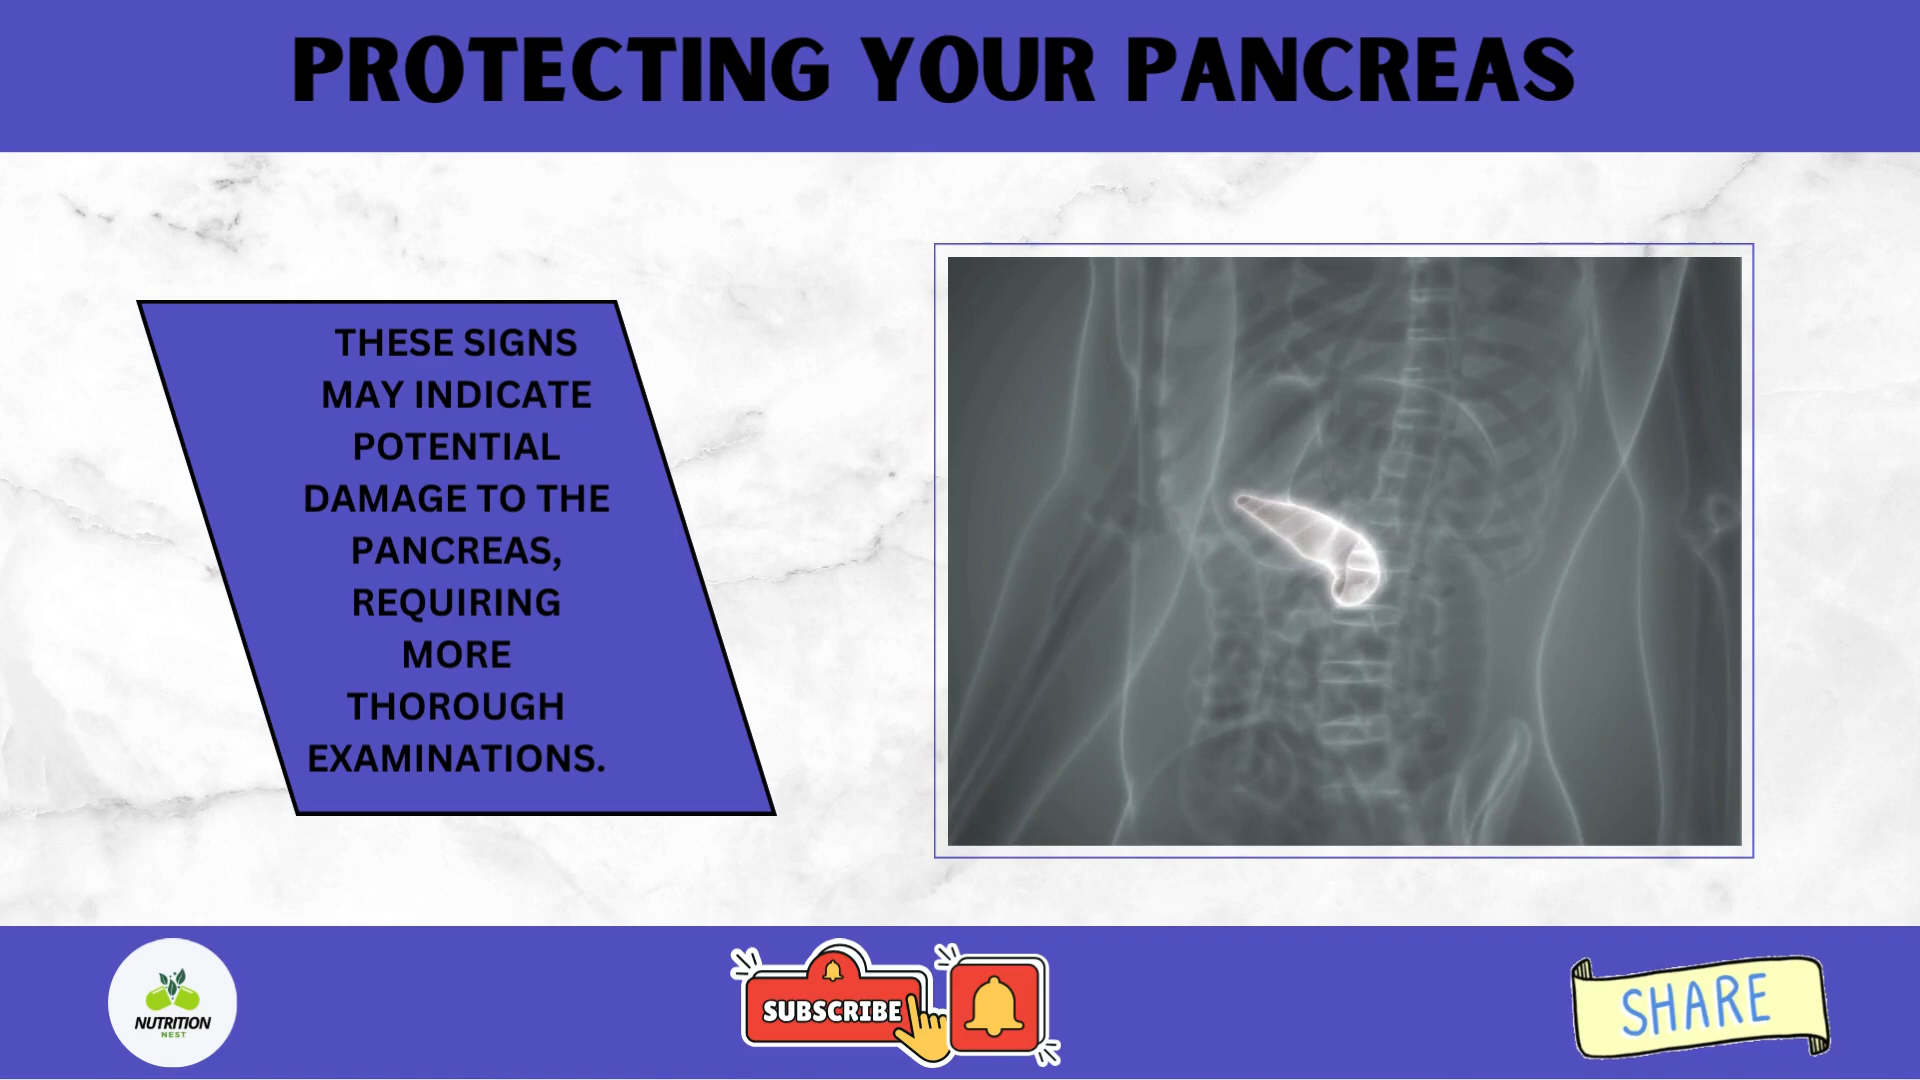 PROTECTING YOUR PANCREAS
THESE SIGNS
MAY INDICATE
POTENTIAL
DAMAGE TO THE
PANCREAS,
REQUIRING
MORE
THOROUGH
EXAMINATIONS.
NUTRITION
NEST
SUBSCRIBE
SHARE